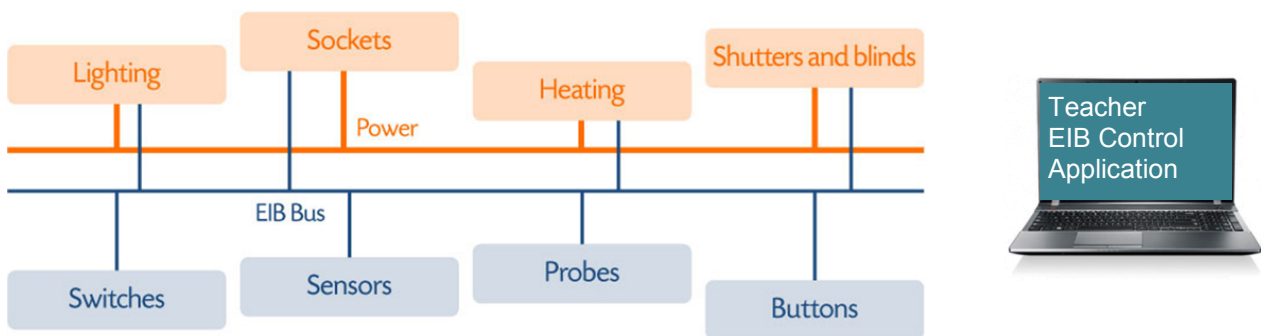 Sockets
Lighting
Shutters and blinds
Heating
Power
EIB Bus
Switches
Sensors
Probes
Buttons
Teacher
EIB Control
Application